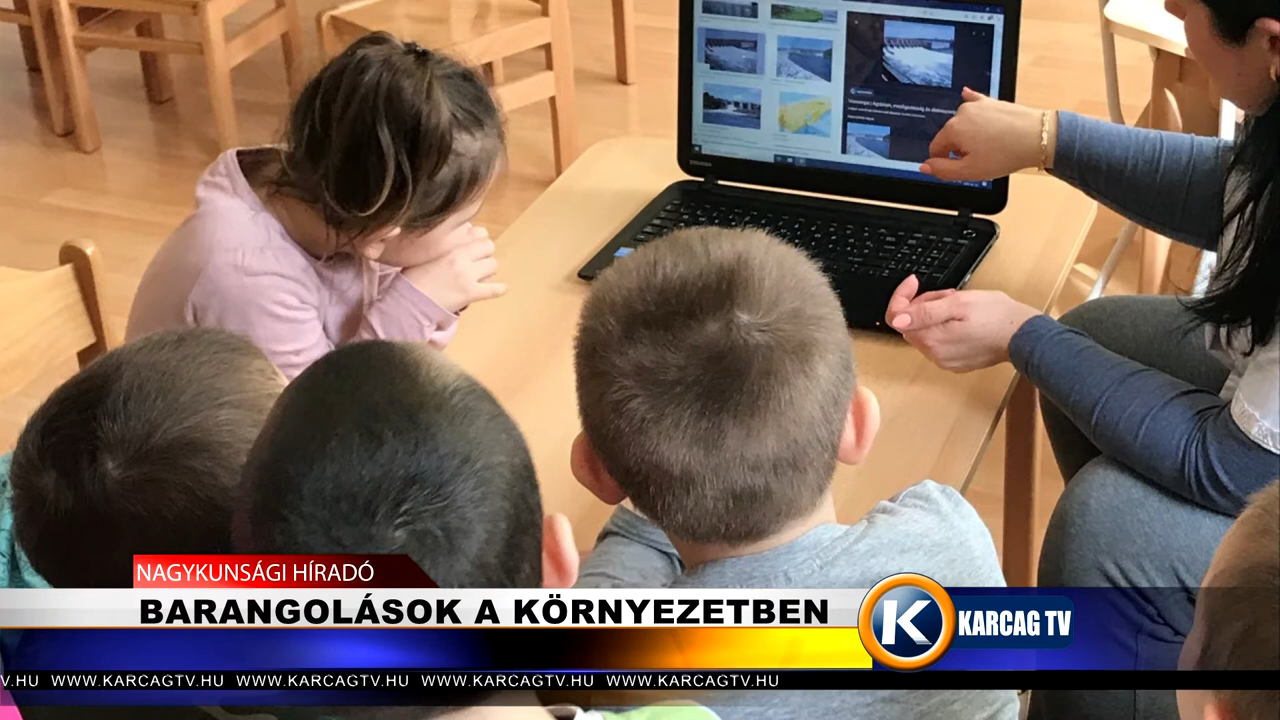 TOSHIBA
NAGYKUNSÁGI HÍRADÓ
BARANGOLÁSOK A KÖRNYEZETBEN
K KARCAG TV
V.HU WWW.KARCAGTV.HU WWW.KARCAGTV.HU WWW.KARCAGTV.HU WWW.KARCAGTV.HU